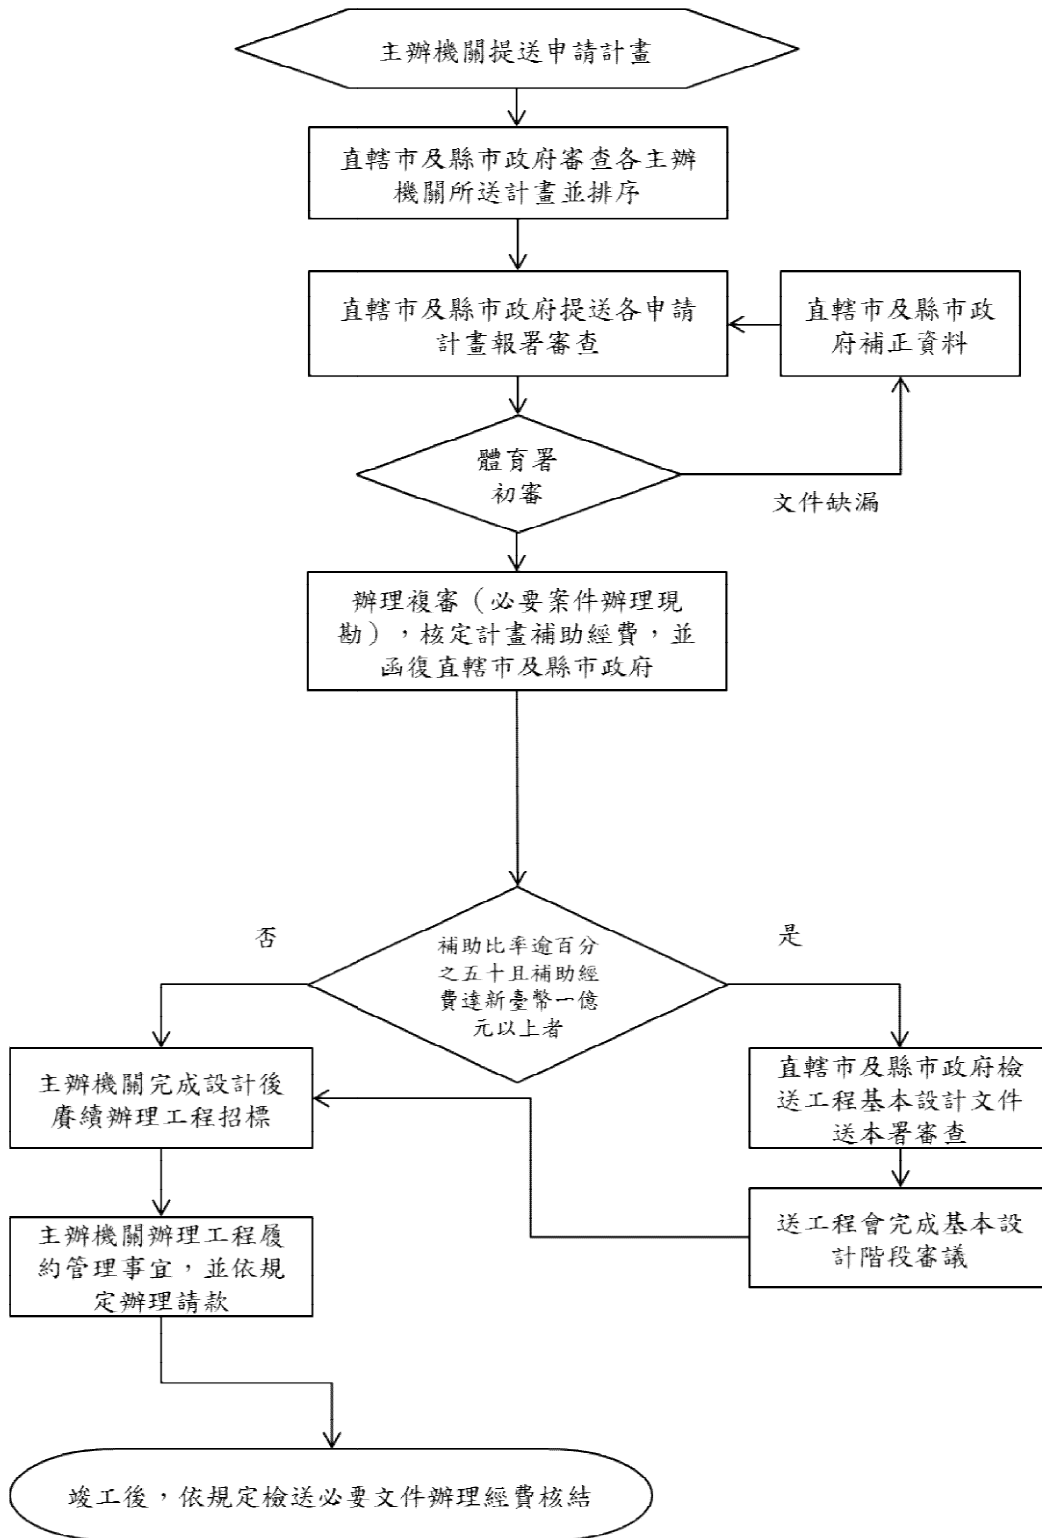 主辦機關提送申請計畫
直轄市及縣市政府審查各主辦
機關所送計畫並排序
直轄市及縣市政府提送各申請
計畫報署審查
直轄市及縣市政
府補正資料
體育署
初審
文件缺漏
辦理複審（必要案件辦理現
勘），核定計畫補助經費，並
函復直轄市及縣市政府
否
補助比率逾百分
之五十且補助經
費達新臺幣一億
元以上者
是
主辦機關完成設計後
賡續辦理工程招標
直轄市及縣市政府檢
送工程基本設計文件
送本署審查
主辦機關辦理工程履
約管理事宜，並依規
定辦理請款
送工程會完成基本設
計階段審議
竣工後，依規定檢送必要文件辦理經費核結